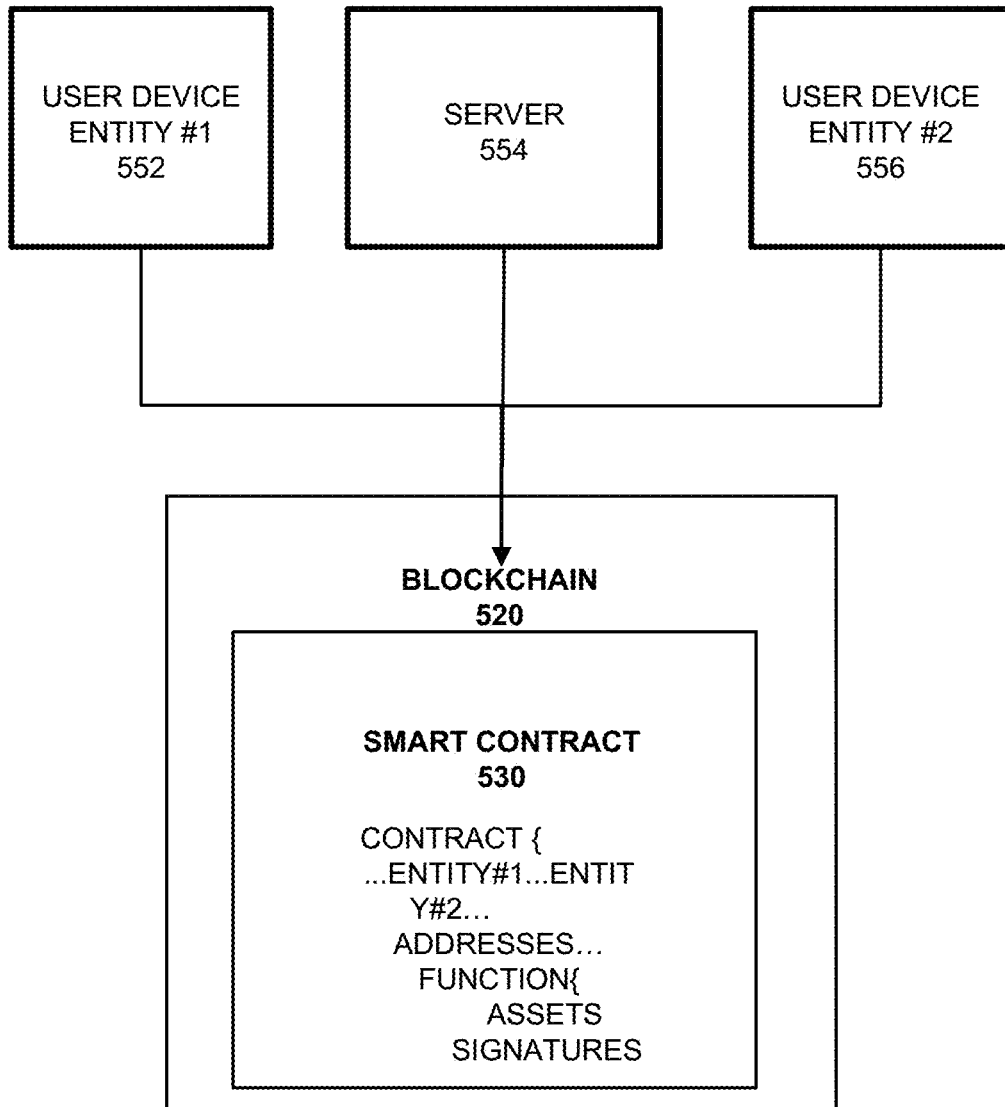 USER DEVICE
ENTITY #1
552
SERVER
554
USER DEVICE
ENTITY #2
556
BLOCKCHAIN
520
SMART CONTRACT
530
CONTRACT {
...ENTITY#1...ENTIT
Y#2...
ADDRESSES...
FUNCTION{
ASSETS
SIGNATURES